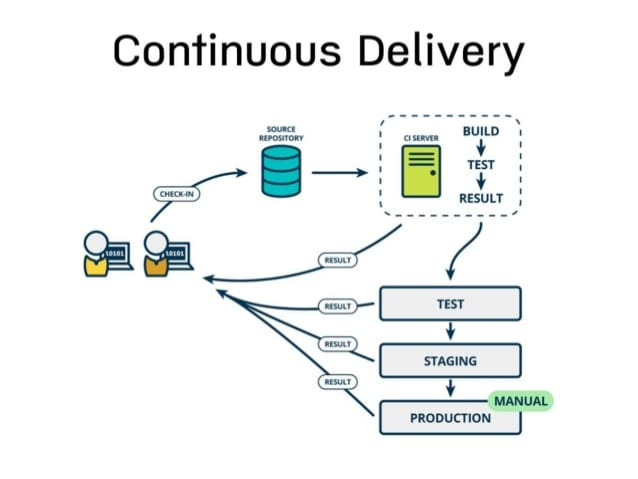 Continuous Delivery
SOURCE
REPOSITORY
CI SERVER
BUILD
TEST
RESULT
CHECK-IN
10101
10101
RESULT
RESULT
TEST
RESULT
STAGING
RESULT
MANUAL
PRODUCTION